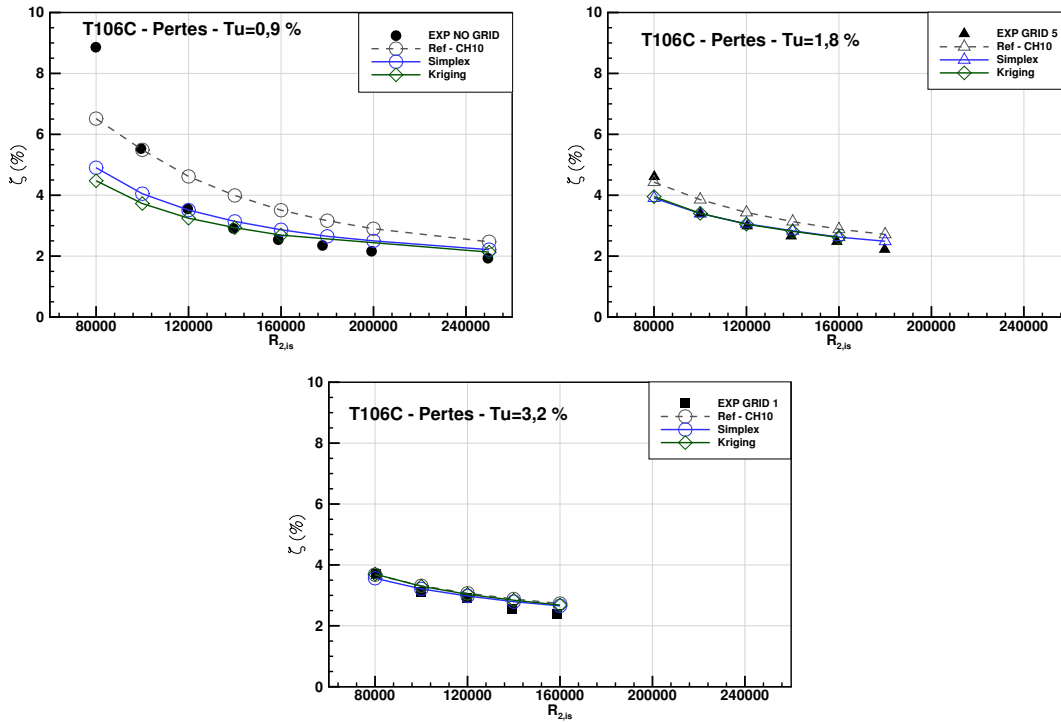 T106C - Pertes - Tu=0,9 %
EXP NO GRID
Ref - CH10
Simplex
Kriging
ζ (%)
10
8
6
4
2
0
80000 120000 160000 200000 240000
R2,is
T106C - Pertes - Tu=1,8 %
EXP GRID 5
Ref - CH10
Simplex
Kriging
ζ (%)
10
8
6
4
2
0
80000 120000 160000 200000 240000
R2,is
T106C - Pertes - Tu=3,2 %
EXP GRID 1
Ref - CH10
Simplex
Kriging
ζ (%)
10
8
6
4
2
0
80000 120000 160000 200000 240000
R2,is